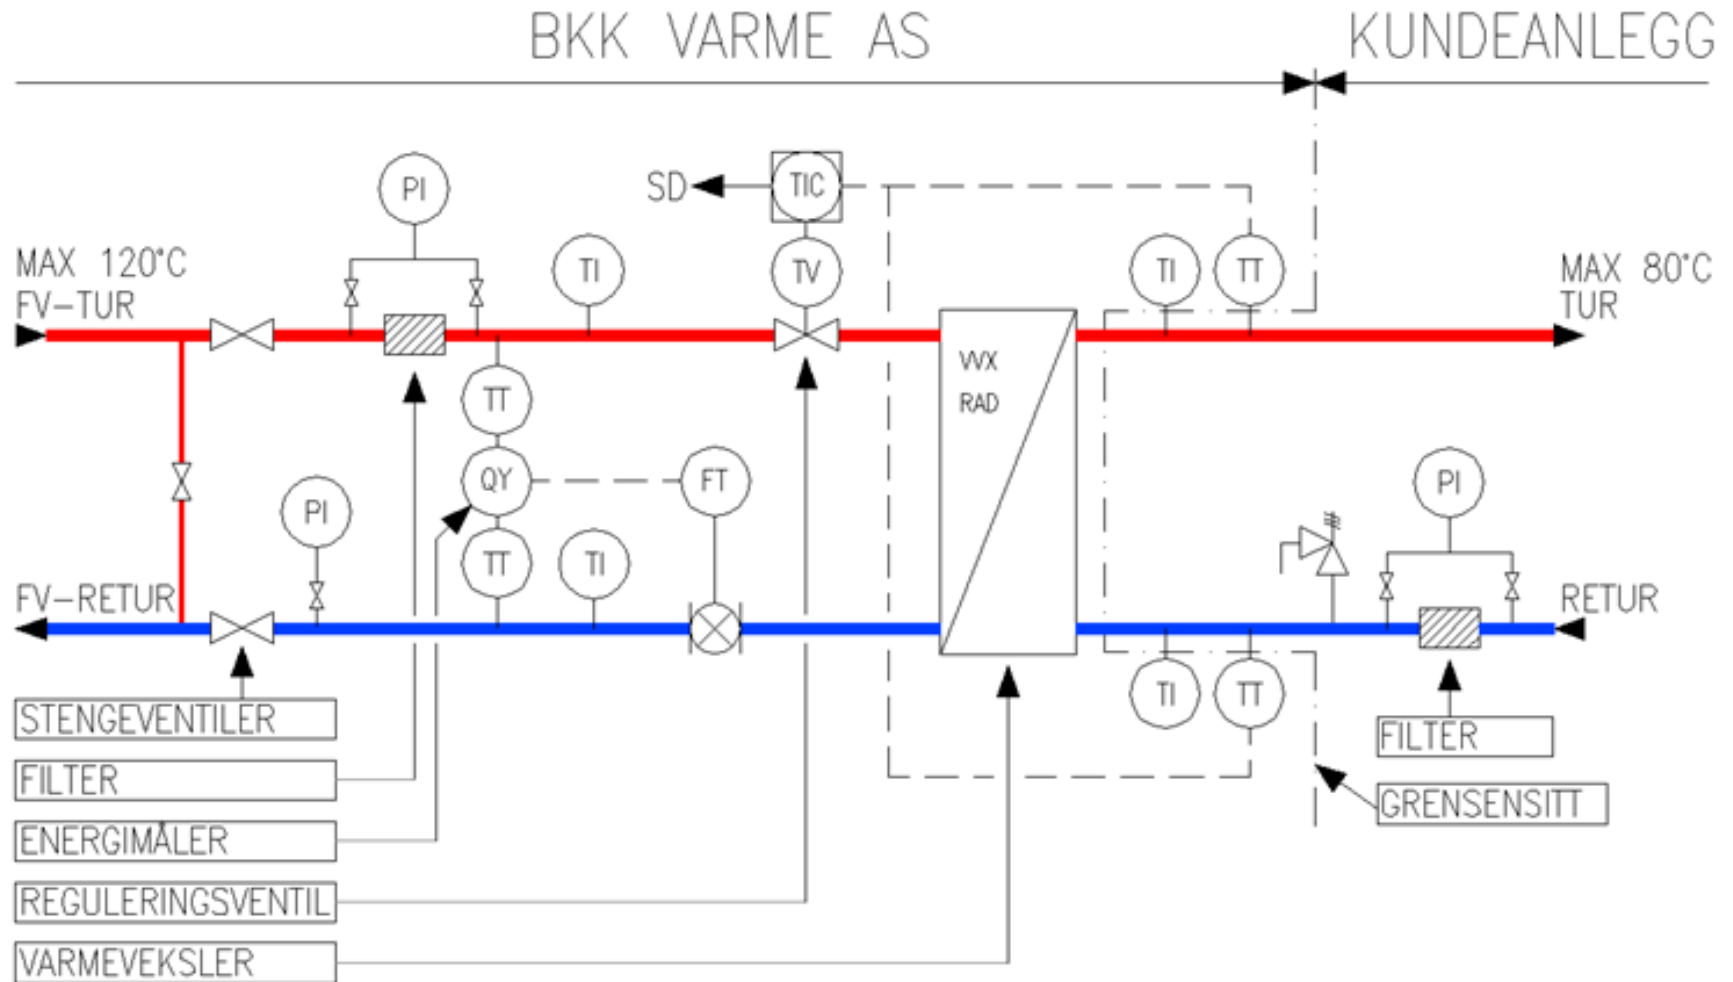 BKK VARME AS
KUNDEANLEGG
SD
TIC
PI
MAX 120°C
FV-TUR
TI
TV
TI
TT
MAX 80°C
TUR
VVX
RAD
TT
QY
FT
PI
PI
TT
TI
FV-RETUR
RETUR
TI
TT
STENGEVENTILER
FILTER
FILTER
ENERGIMÅLER
GRENSENSITT
REGULERINGSVENTIL
VARMEVEKSLER